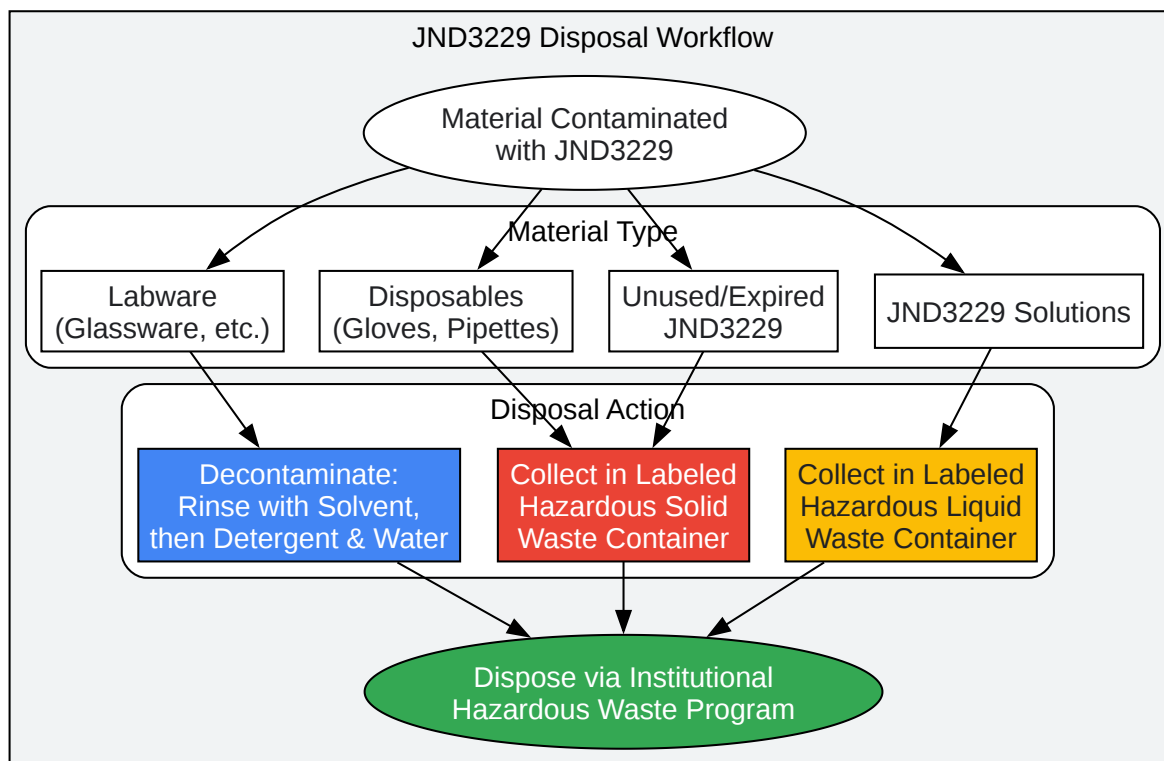 JND3229 Disposal Workflow
Material Contaminated
with JND3229
Material Type
Labware
(Glassware, etc.)
Disposables
(Gloves, Pipettes)
Unused/Expired
JND3229
JND3229 Solutions
Disposal Action
Decontaminate:
Rinse with Solvent,
then Detergent & Water
Collect in Labeled
Hazardous Solid
Waste Container
Collect in Labeled
Hazardous Liquid
Waste Container
Dispose via Institutional
Hazardous Waste Program